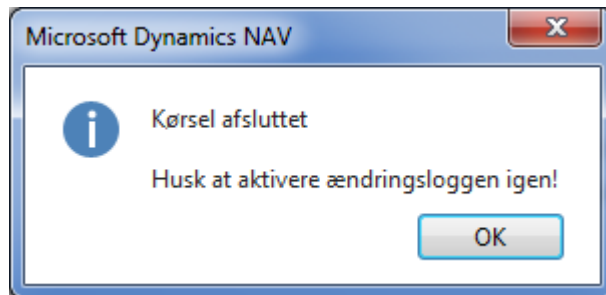 Microsoft Dynamics NAV
Kørsel afsluttet
Husk at aktivere ændringsloggen igen!
OK